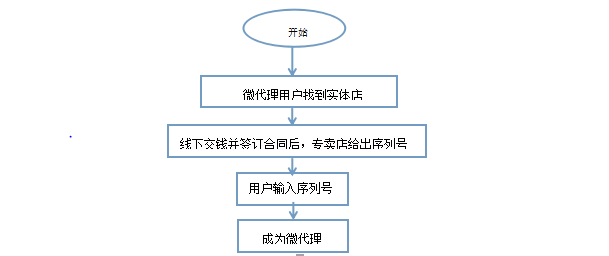 开始
微代理用户找到实体店
线下交钱并签订合同后，专卖店给出序列号
用户输入序列号
成为微代理